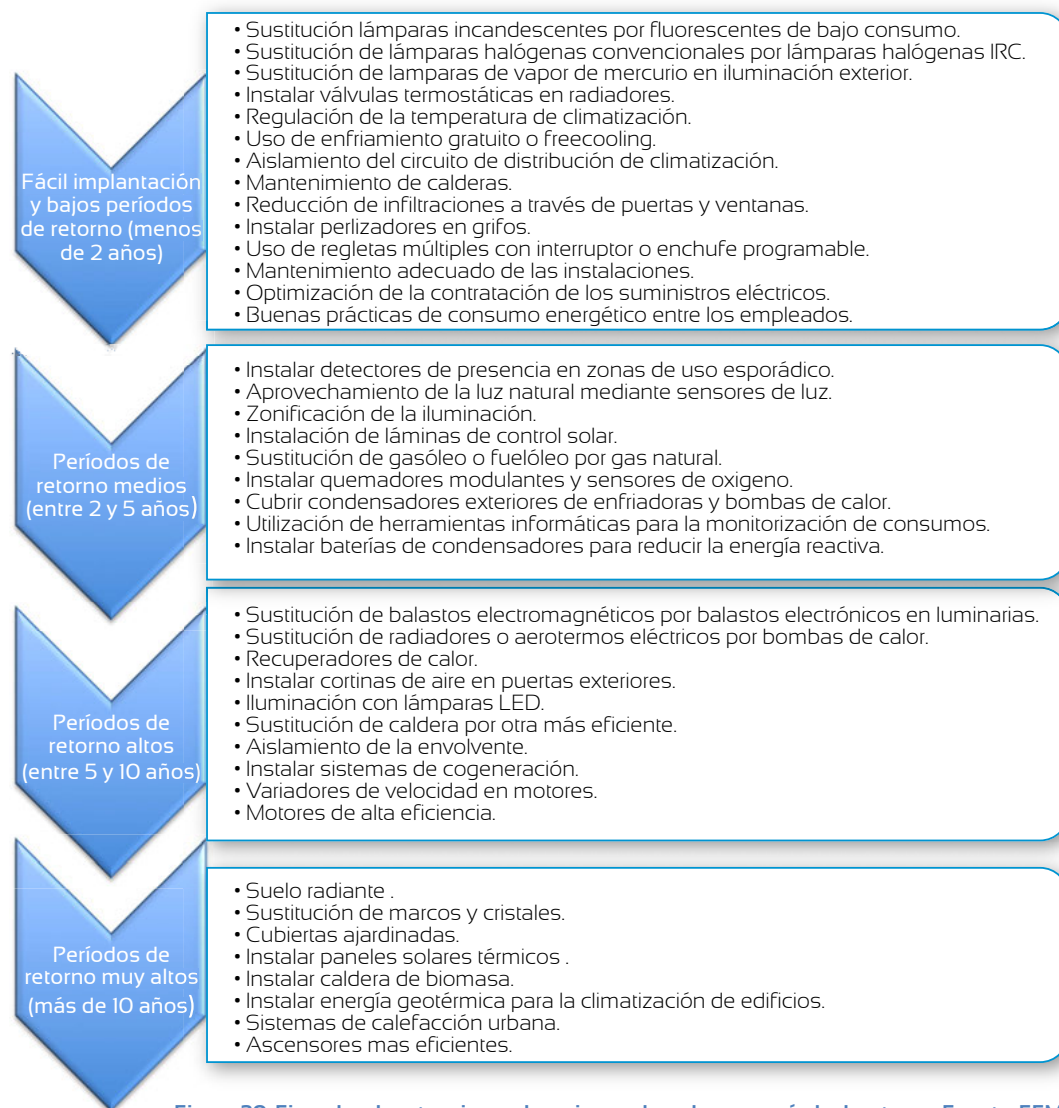 Fácil implantación
y bajos períodos
de retorno (menos
de 2 años)
• Sustitución lámparas incandescentes por fluorescentes de bajo consumo.
• Sustitución de lámparas halógenas convencionales por lámparas halógenas IRC.
• Sustitución de lamparas de vapor de mercurio en iluminación exterior.
• Instalar válvulas termostáticas en radiadores.
• Regulación de la temperatura de climatización.
• Uso de enfriamiento gratuito o freecooling.
• Aislamiento del circuito de distribución de climatización.
• Mantenimiento de calderas.
• Reducción de infiltraciones a través de puertas y ventanas.
• Instalar perlizadores en grifos.
• Uso de regletas múltiples con interruptor o enchufe programable.
• Mantenimiento adecuado de las instalaciones.
• Optimización de la contratación de los suministros eléctricos.
• Buenas prácticas de consumo energético entre los empleados.
Períodos de
retorno medios
(entre 2 y 5 años)
• Instalar detectores de presencia en zonas de uso esporádico.
• Aprovechamiento de la luz natural mediante sensores de luz.
• Zonificación de la iluminación.
• Instalación de láminas de control solar.
• Sustitución de gasóleo o fuelóleo por gas natural.
• Instalar quemadores modulantes y sensores de oxigeno.
• Cubrir condensadores exteriores de enfriadoras y bombas de calor.
• Utilización de herramientas informáticas para la monitorización de consumos.
• Instalar baterías de condensadores para reducir la energía reactiva.
Períodos de
retorno altos
(entre 5 y 10 años)
• Sustitución de balastos electromagnéticos por balastos electrónicos en luminarias.
• Sustitución de radiadores o aerotermos eléctricos por bombas de calor.
• Recuperadores de calor.
• Instalar cortinas de aire en puertas exteriores.
• Iluminación con lámparas LED.
• Sustitución de caldera por otra más eficiente.
• Aislamiento de la envolvente.
• Instalar sistemas de cogeneración.
• Variadores de velocidad en motores.
• Motores de alta eficiencia.
Períodos de
retorno muy altos
(más de 10 años)
• Suelo radiante .
• Sustitución de marcos y cristales.
• Cubiertas ajardinadas.
• Instalar paneles solares térmicos .
• Instalar caldera de biomasa.
• Instalar energía geotérmica para la climatización de edificios.
• Sistemas de calefacción urbana.
• Ascensores mas eficientes.